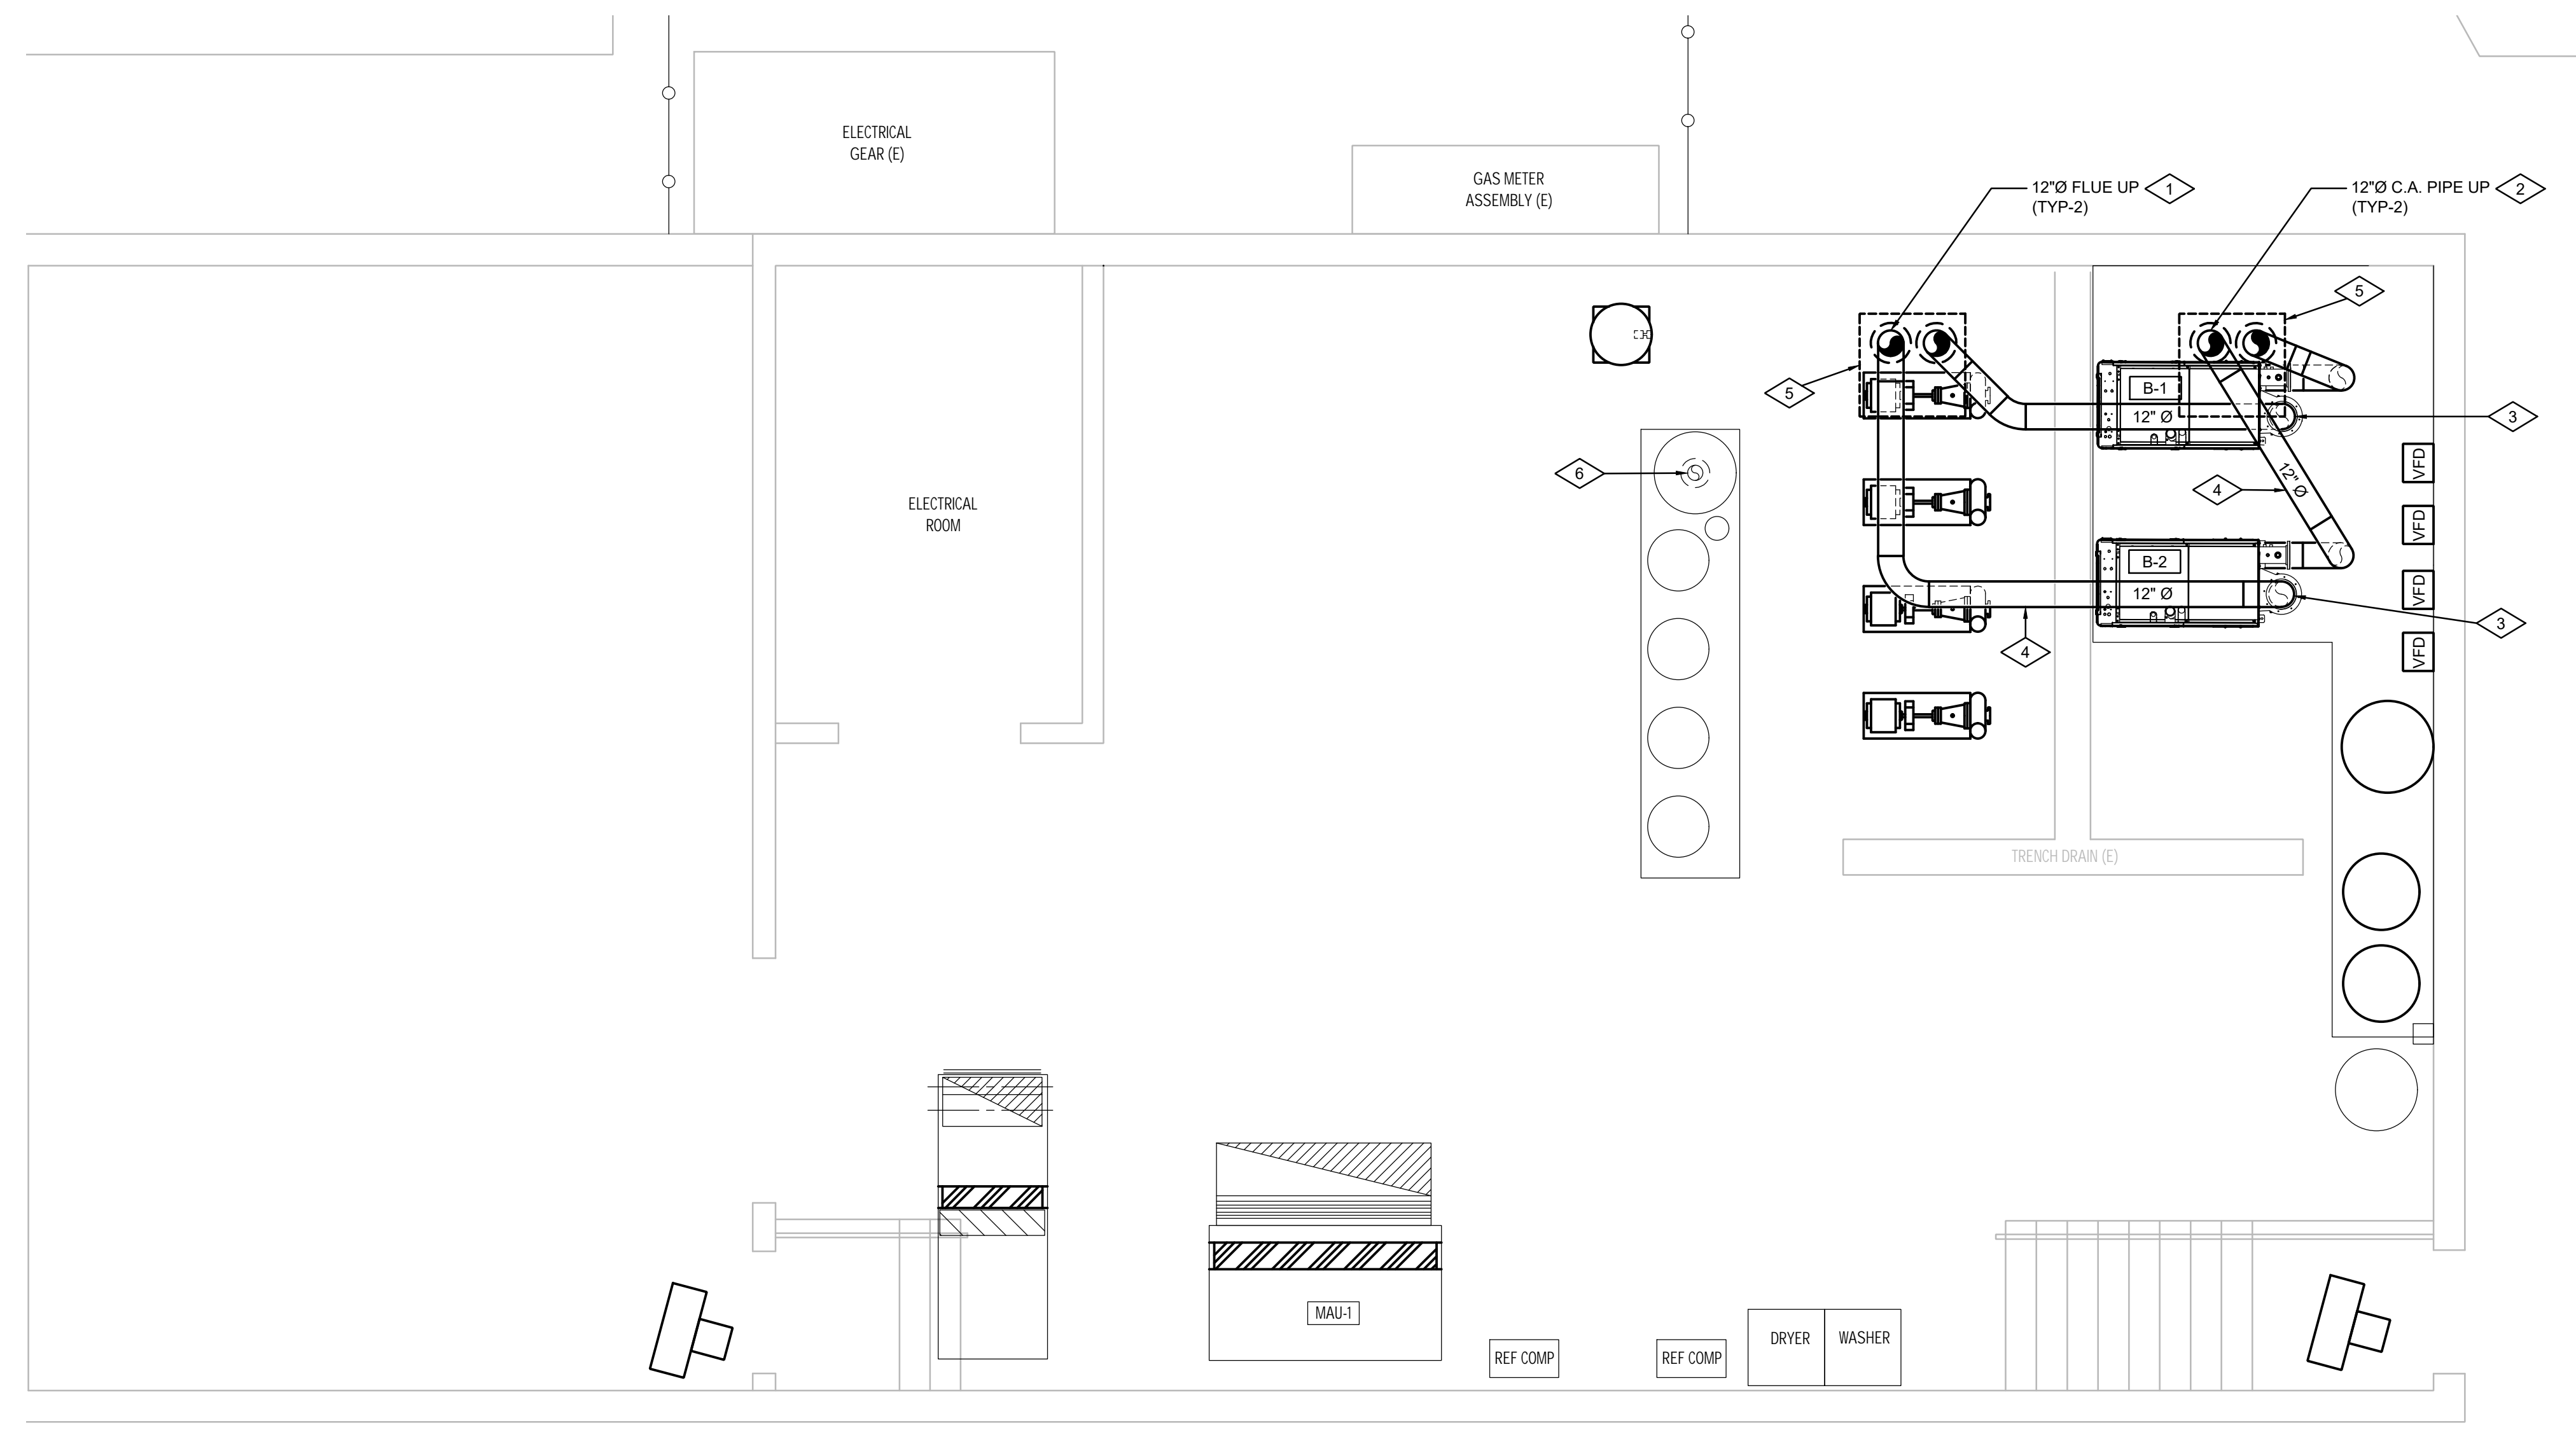 ELECTRICAL
GEAR (E)
GAS METER
ASSEMBLY (E)
12"Ø FLUE UP 1
(TYP-2)
12"Ø C.A. PIPE UP 2
(TYP-2)
5
5
B-1
12" Ø
3
6
ELECTRICAL
ROOM
4
12" Ø
VFD
VFD
B-2
12" Ø
VFD
3
4
VFD
TRENCH DRAIN (E)
MAU-1
REF COMP
REF COMP
DRYER
WASHER